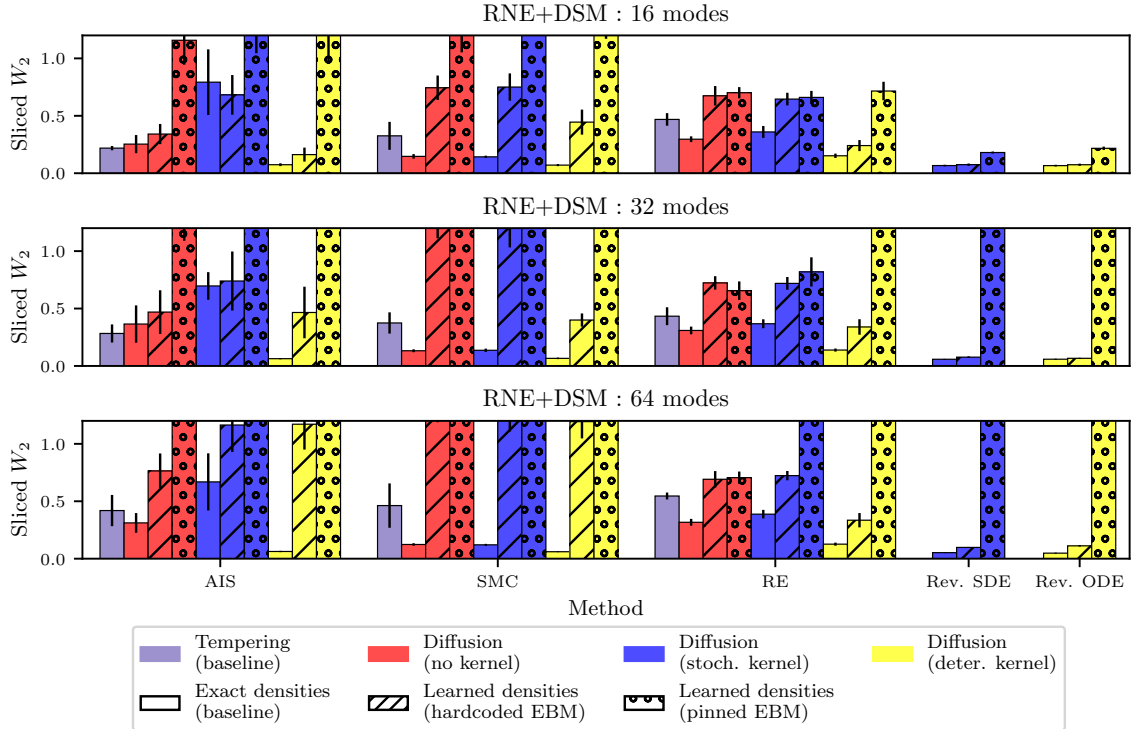 RNE+DSM : 16 modes
Sliced W₂
1.0
0.5
0.0
RNE+DSM : 32 modes
Sliced W₂
1.0
0.5
0.0
RNE+DSM : 64 modes
Sliced W₂
1.0
0.5
0.0
AIS SMC RE Rev. SDE Rev. ODE
Method
Tempering
(baseline)
Diffusion
(no kernel)
Diffusion
(stoch. kernel)
Diffusion
(deter. kernel)
Exact densities
(baseline)
Learned densities
(hardcoded EBM)
Learned densities
(pinned EBM)